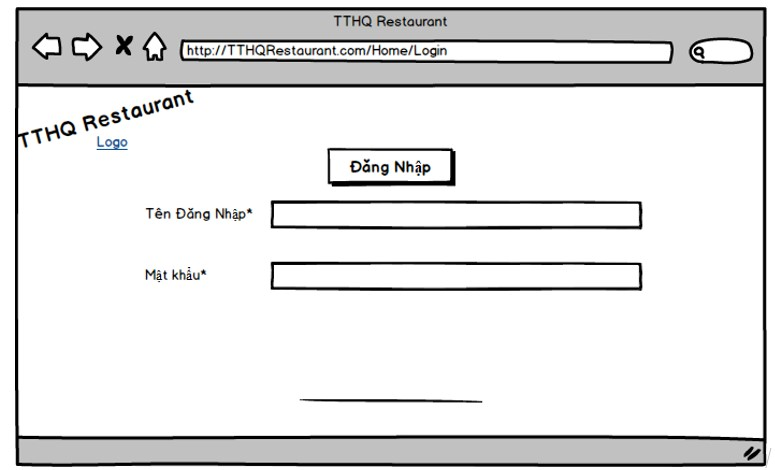 TTHQ Restaurant
http://TTHQRestaurant.com/Home/Login
TTHQ Restaurant
Logo
Đăng Nhập
Tên Đăng Nhập*
Mật khẩu*